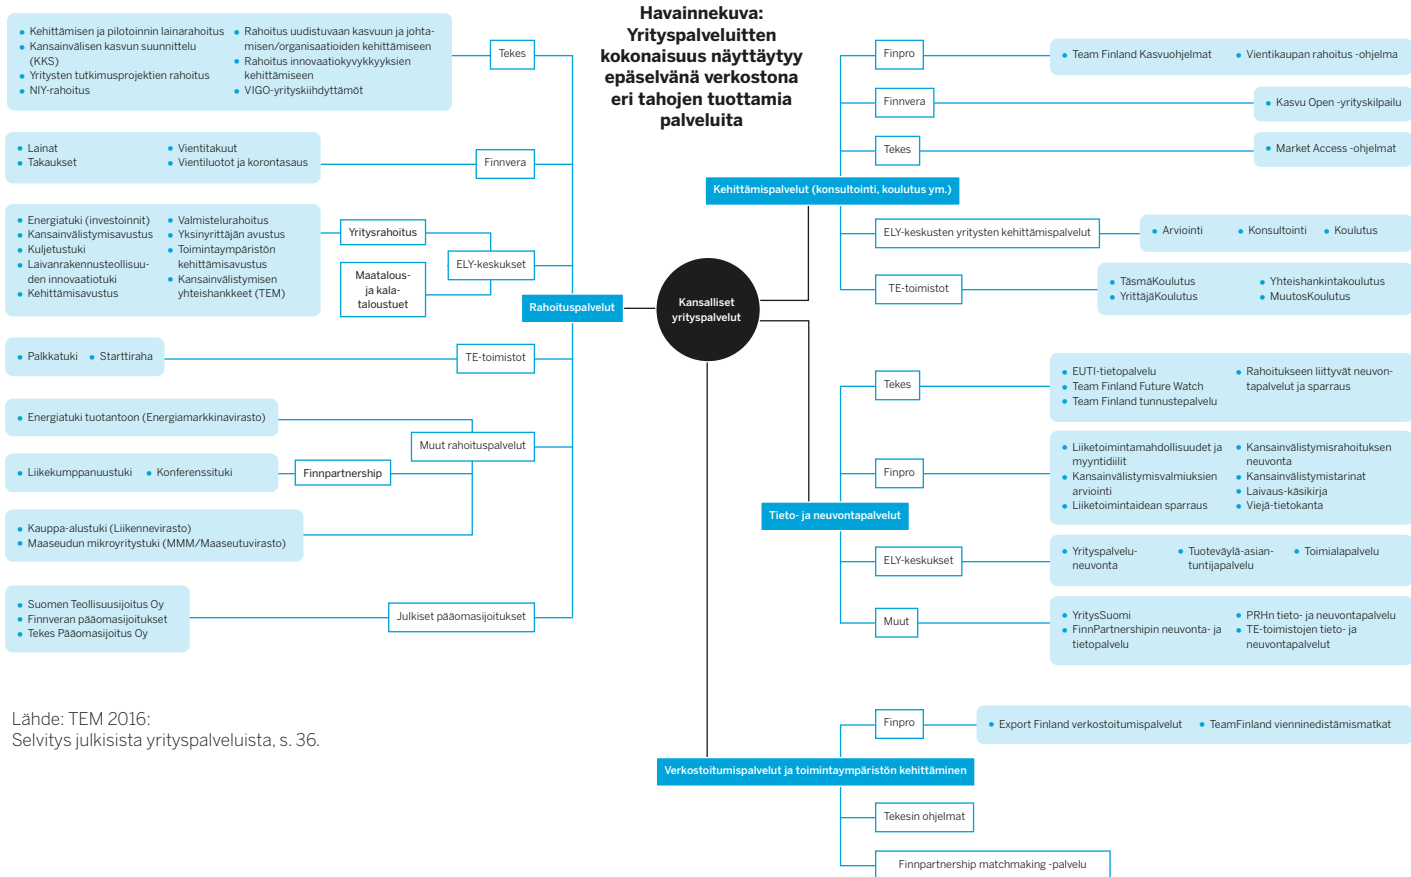 Havainnekuva:
Yrityspalveluitten
kokonaisuus näyttäytyy
epäselvänä verkostona
eri tahojen tuottamia
palveluita
Kansalliset
yrityspalvelut
Rahoituspalvelut
Tekes
• Kehittämisen ja pilotoinnin lainarahoitus
• Kansainvälisen kasvun suunnittelu
(KKS)
• Yritysten tutkimusprojektien rahoitus
• NIY-rahoitus
• Rahoitus uudistuvaan kasvuun ja johta-
misen/organisaatioiden kehittämiseen
• Rahoitus innovaatiokyvykkyyksien
kehittämiseen
• VIGO-yrityskiihdyttämöt
Finnvera
• Lainat
• Takaukset
• Vientitakuut
• Vientiluotot ja korontasaus
ELY-keskukset
Yritysrahoitus
• Energiatuki (investoinnit)
• Kansainvälistymisavustus
• Kuljetustuki
• Laivanrakennusteollisuu-
den innovaatiotuki
• Kehittämisavustus
• Valmistelurahoitus
• Yksinyrittäjän avustus
• Toimintaympäristön
kehittämisavustus
• Kansainvälistymisen
yhteishankkeet (TEM)
Maatalous-
ja kala-
taloustuet
TE-toimistot
• Palkkatuki
• Starttiraha
Muut rahoituspalvelut
• Energiatuki tuotantoon (Energiamarkkinavirasto)
Finnpartnership
• Liikekumppanuustuki
• Konferenssituki
• Kauppa-alustuki (Liikennevirasto)
• Maaseudun mikroyritystuki (MMM/Maaseutuvirasto)
Julkiset pääomasijoitukset
• Suomen Teollisuusijoitus Oy
• Finnveran pääomasijoitukset
• Tekes Pääomasijoitus Oy
Kehittämispalvelut (konsultointi, koulutus ym.)
Finpro
• Team Finland Kasvuohjelmat
• Vientikaupan rahoitus -ohjelma
Finnvera
• Kasvu Open -yrityskilpailu
Tekes
• Market Access -ohjelmat
ELY-keskusten yritysten kehittämispalvelut
• Arviointi
• Konsultointi
• Koulutus
TE-toimistot
• TäsmäKoulutus
• YrittäjäKoulutus
• Yhteishankintakoulutus
• MuutosKoulutus
Tieto- ja neuvontapalvelut
Tekes
• EUTI-tietopalvelu
• Team Finland Future Watch
• Team Finland tunnustepalvelu
• Rahoitukseen liittyvät neuvon-
tapalvelut ja sparraus
Finpro
• Liiketoimintamahdollisuudet ja
myyntidiilit
• Kansainvälistymisvalmiuksien
arviointi
• Liiketoimintaidean sparraus
• Kansainvälistymisrahoituksen
neuvonta
• Kansainvälistymistarinat
• Laivaus-käsikirja
• Viejä-tietokanta
ELY-keskukset
• Yrityspalvelu-
neuvonta
• Tuoteväylä-asian-
tuntijapalvelu
• Toimialapalvelu
Muut
• YritysSuomi
• FinnPartnershipin neuvonta- ja
tietopalvelu
• PRHn tieto- ja neuvontapalvelu
• TE-toimistojen tieto- ja
neuvontapalvelut
Verkostoitumispalvelut ja toimintaympäristön kehittäminen
Finpro
• Export Finland verkostoitumispalvelut
• TeamFinland vienninedistämismatkat
Tekesin ohjelmat
Finnpartnership matchmaking -palvelu
Lähde: TEM 2016:
Selvitys julkisista yrityspalveluista, s. 36.